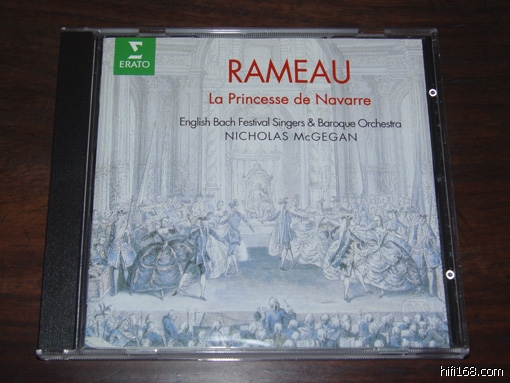 ERATO
RAMEAU
La Princesse de Navarre
English Bach Festival Singers & Baroque Orchestra
NICHOLAS McGEGAN
hifi168.com